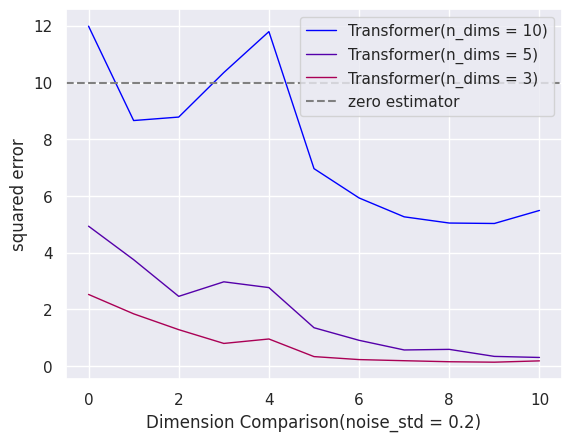 12
10
8
6
4
2
0
squared error
Transformer(n_dims = 10)
Transformer(n_dims = 5)
Transformer(n_dims = 3)
zero estimator
0 2 4 6 8 10
Dimension Comparison(noise_std = 0.2)